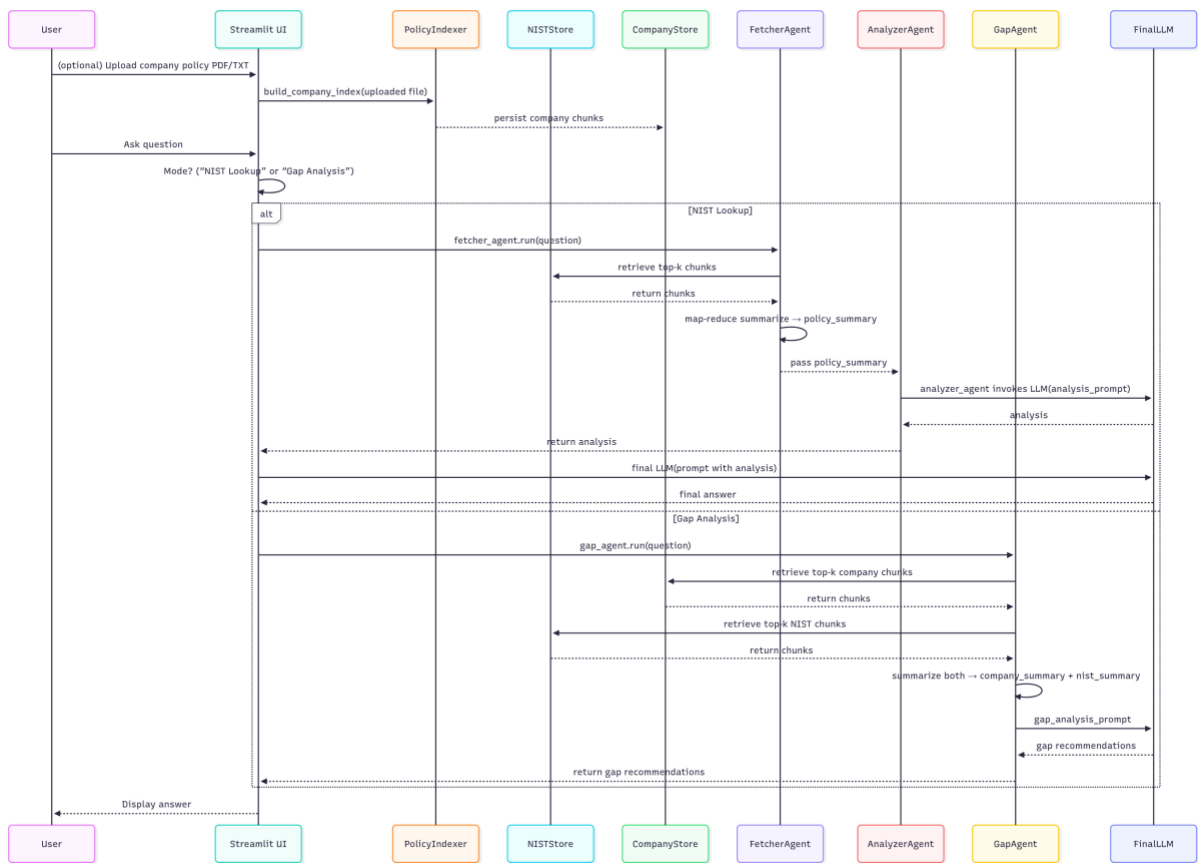 User
Streamlit UI
PolicyIndexer
NISTStore
CompanyStore
FetcherAgent
AnalyzerAgent
GapAgent
FinalLLM
(optional) Upload company policy PDF/TXT
build_company_index(uploaded file)
persist company chunks
Ask question
Mode? (“NIST Lookup” or “Gap Analysis”)
alt
[NIST Lookup]
fetcher_agent.run(question)
retrieve top-k chunks
return chunks
map-reduce summarize → policy_summary
pass policy_summary
analyzer_agent invokes LLM(analysis_prompt)
analysis
return analysis
final LLM(prompt with analysis)
final answer
[Gap Analysis]
gap_agent.run(question)
retrieve top-k company chunks
return chunks
retrieve top-k NIST chunks
return chunks
summarize both → company_summary + nist_summary
gap_analysis_prompt
gap recommendations
return gap recommendations
Display answer
User
Streamlit UI
PolicyIndexer
NISTStore
CompanyStore
FetcherAgent
AnalyzerAgent
GapAgent
FinalLLM